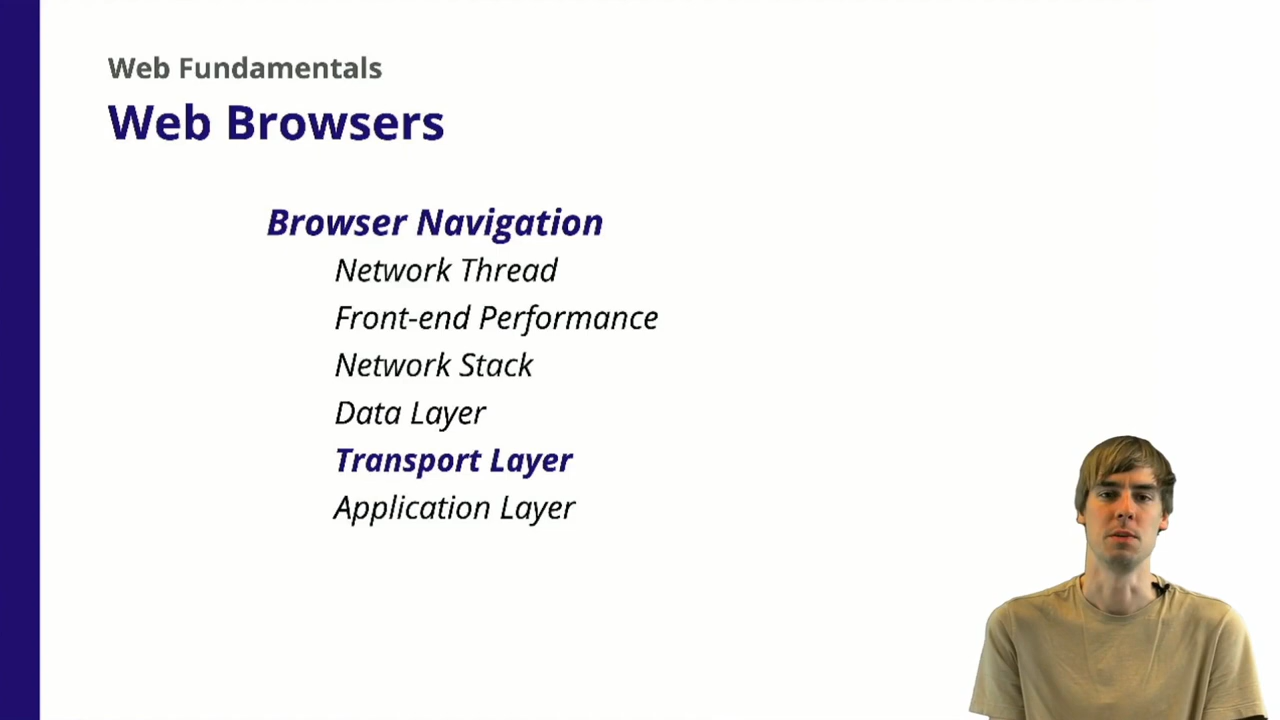 Web Fundamentals
Web Browsers
Browser Navigation
Network Thread
Front-end Performance
Network Stack
Data Layer
Transport Layer
Application Layer